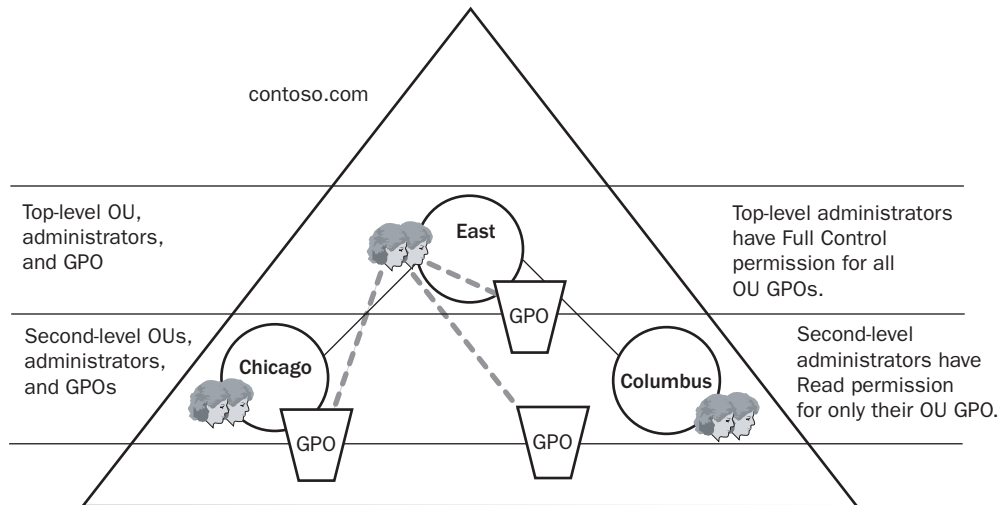 contoso.com
Top-level OU,
administrators,
and GPO
East
Top-level administrators
have Full Control
permission for all
OU GPOs.
GPO
Second-level OUs,
administrators,
and GPOs
Chicago
Columbus
Second-level
administrators have
Read permission
for only their OU GPO.
GPO
GPO